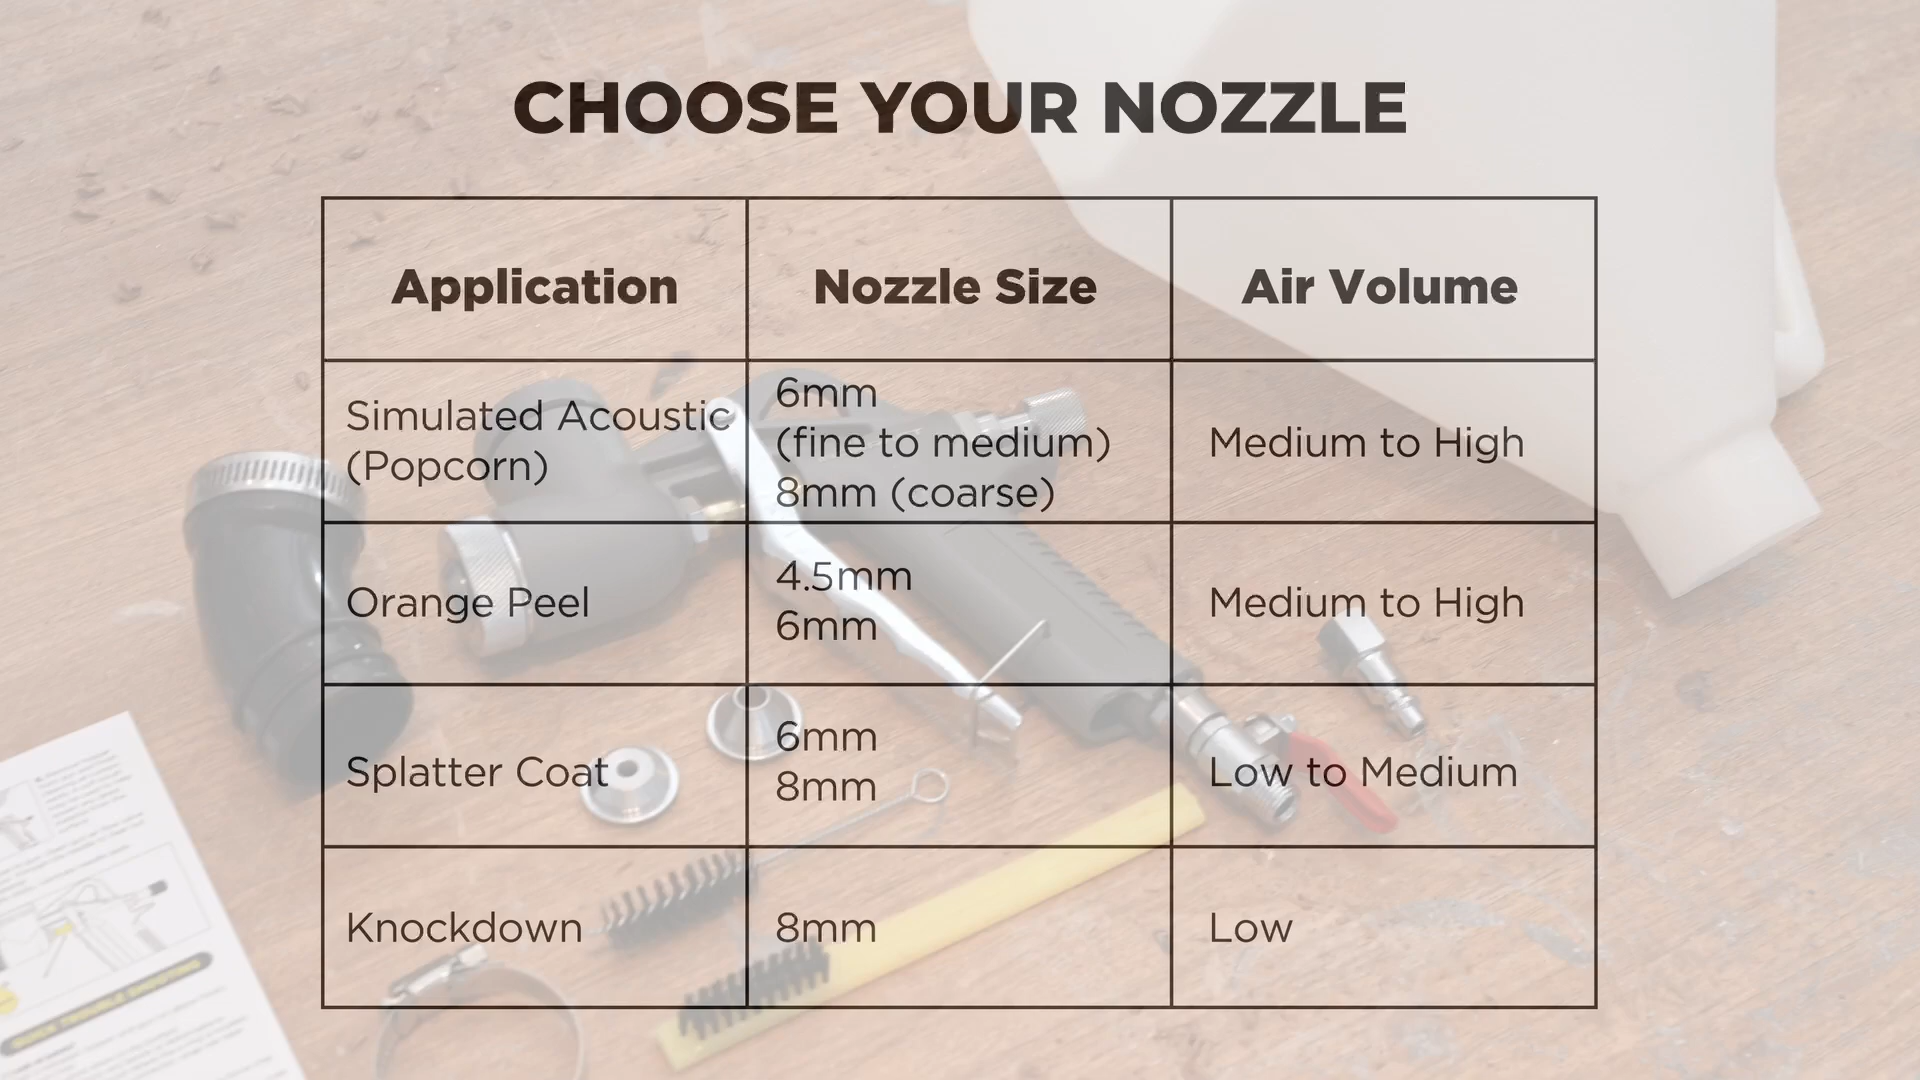 CHOOSE YOUR NOZZLE
Application
Nozzle Size
Air Volume
Simulated Acoustic
(Popcorn)
6mm
(fine to medium)
8mm (coarse)
Medium to High
Orange Peel
4.5mm
6mm
Medium to High
Splatter Coat
6mm
8mm
Low to Medium
Knockdown
8mm
Low